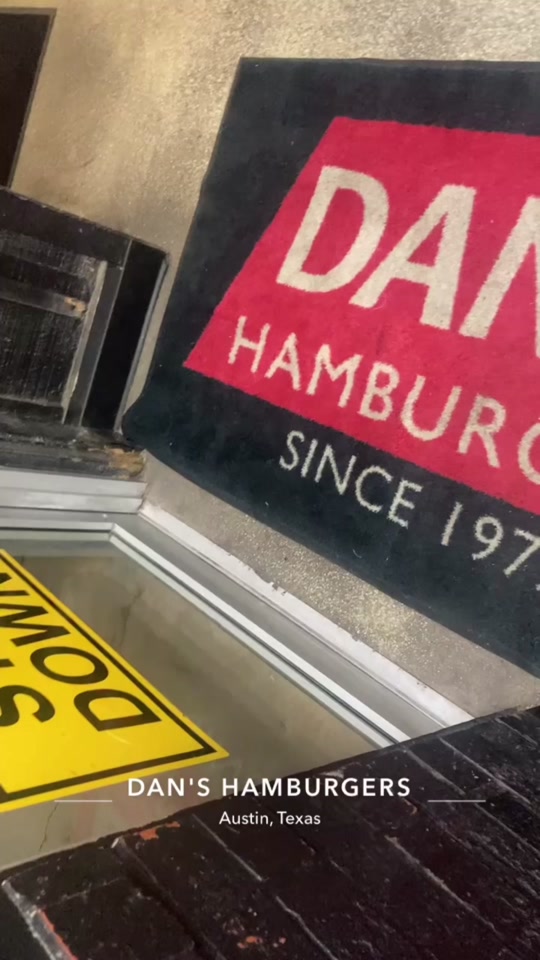 DAN
HAMBURG
SINCE 197
DOWN
S
DAN'S HAMBURGERS
Austin, Texas